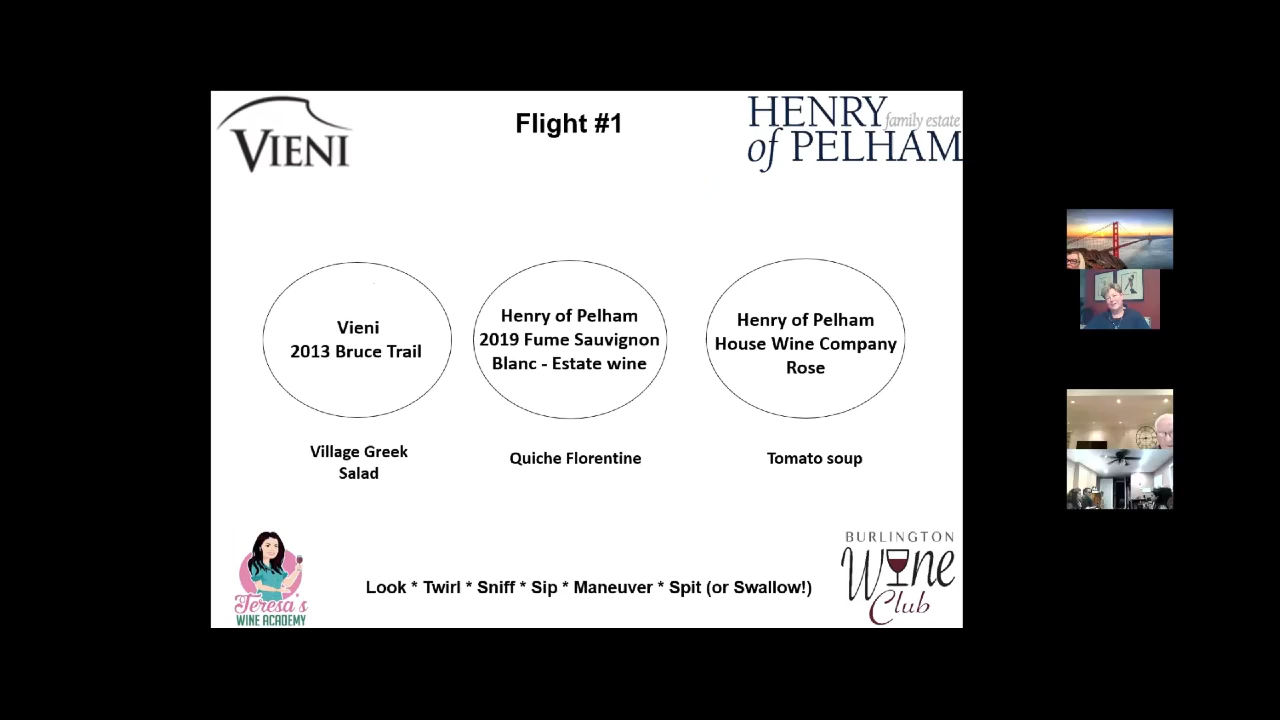 VIENI
Flight #1
HENRY family estate
of PELHAM
Vieni
2013 Bruce Trail
Henry of Pelham
2019 Fume Sauvignon
Blanc - Estate wine
Henry of Pelham
House Wine Company
Rose
Village Greek
Salad
Quiche Florentine
Tomato soup
Teresa's
WINE ACADEMY
Look * Twirl * Sniff * Sip * Maneuver * Spit (or Swallow!)
BURLINGTON
Wine
Club